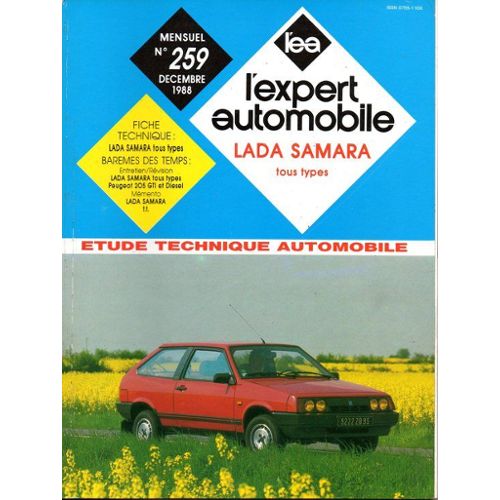 MENSUEL
N° 259
DECEMBRE
1988
l'ea
l'expert
automobile
LADA SAMARA
tous types
FICHE
TECHNIQUE :
LADA SAMARA tous types
BAREMES DES TEMPS :
Entretien/Révision
LADA SAMARA tous types
Peugeot 205 GTI et Diesel
Mémento
LADA SAMARA
t.t.
ETUDE TECHNIQUE AUTOMOBILE